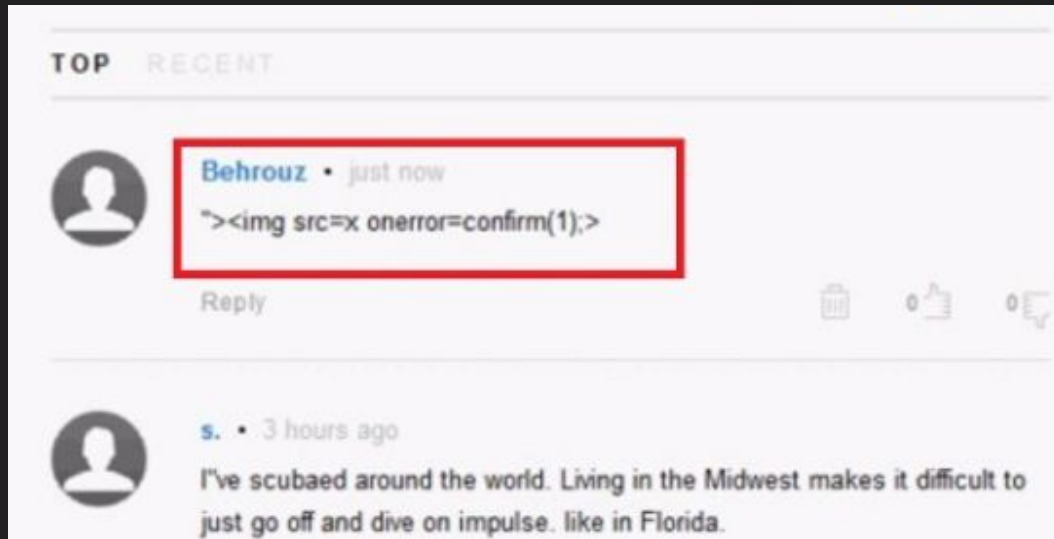 TOP RECENT
Behrouz • just now
"><img src=x onerror=confirm(1);>
Reply
0 0
s. • 3 hours ago
I"ve scubaed around the world. Living in the Midwest makes it difficult to
just go off and dive on impulse. like in Florida.